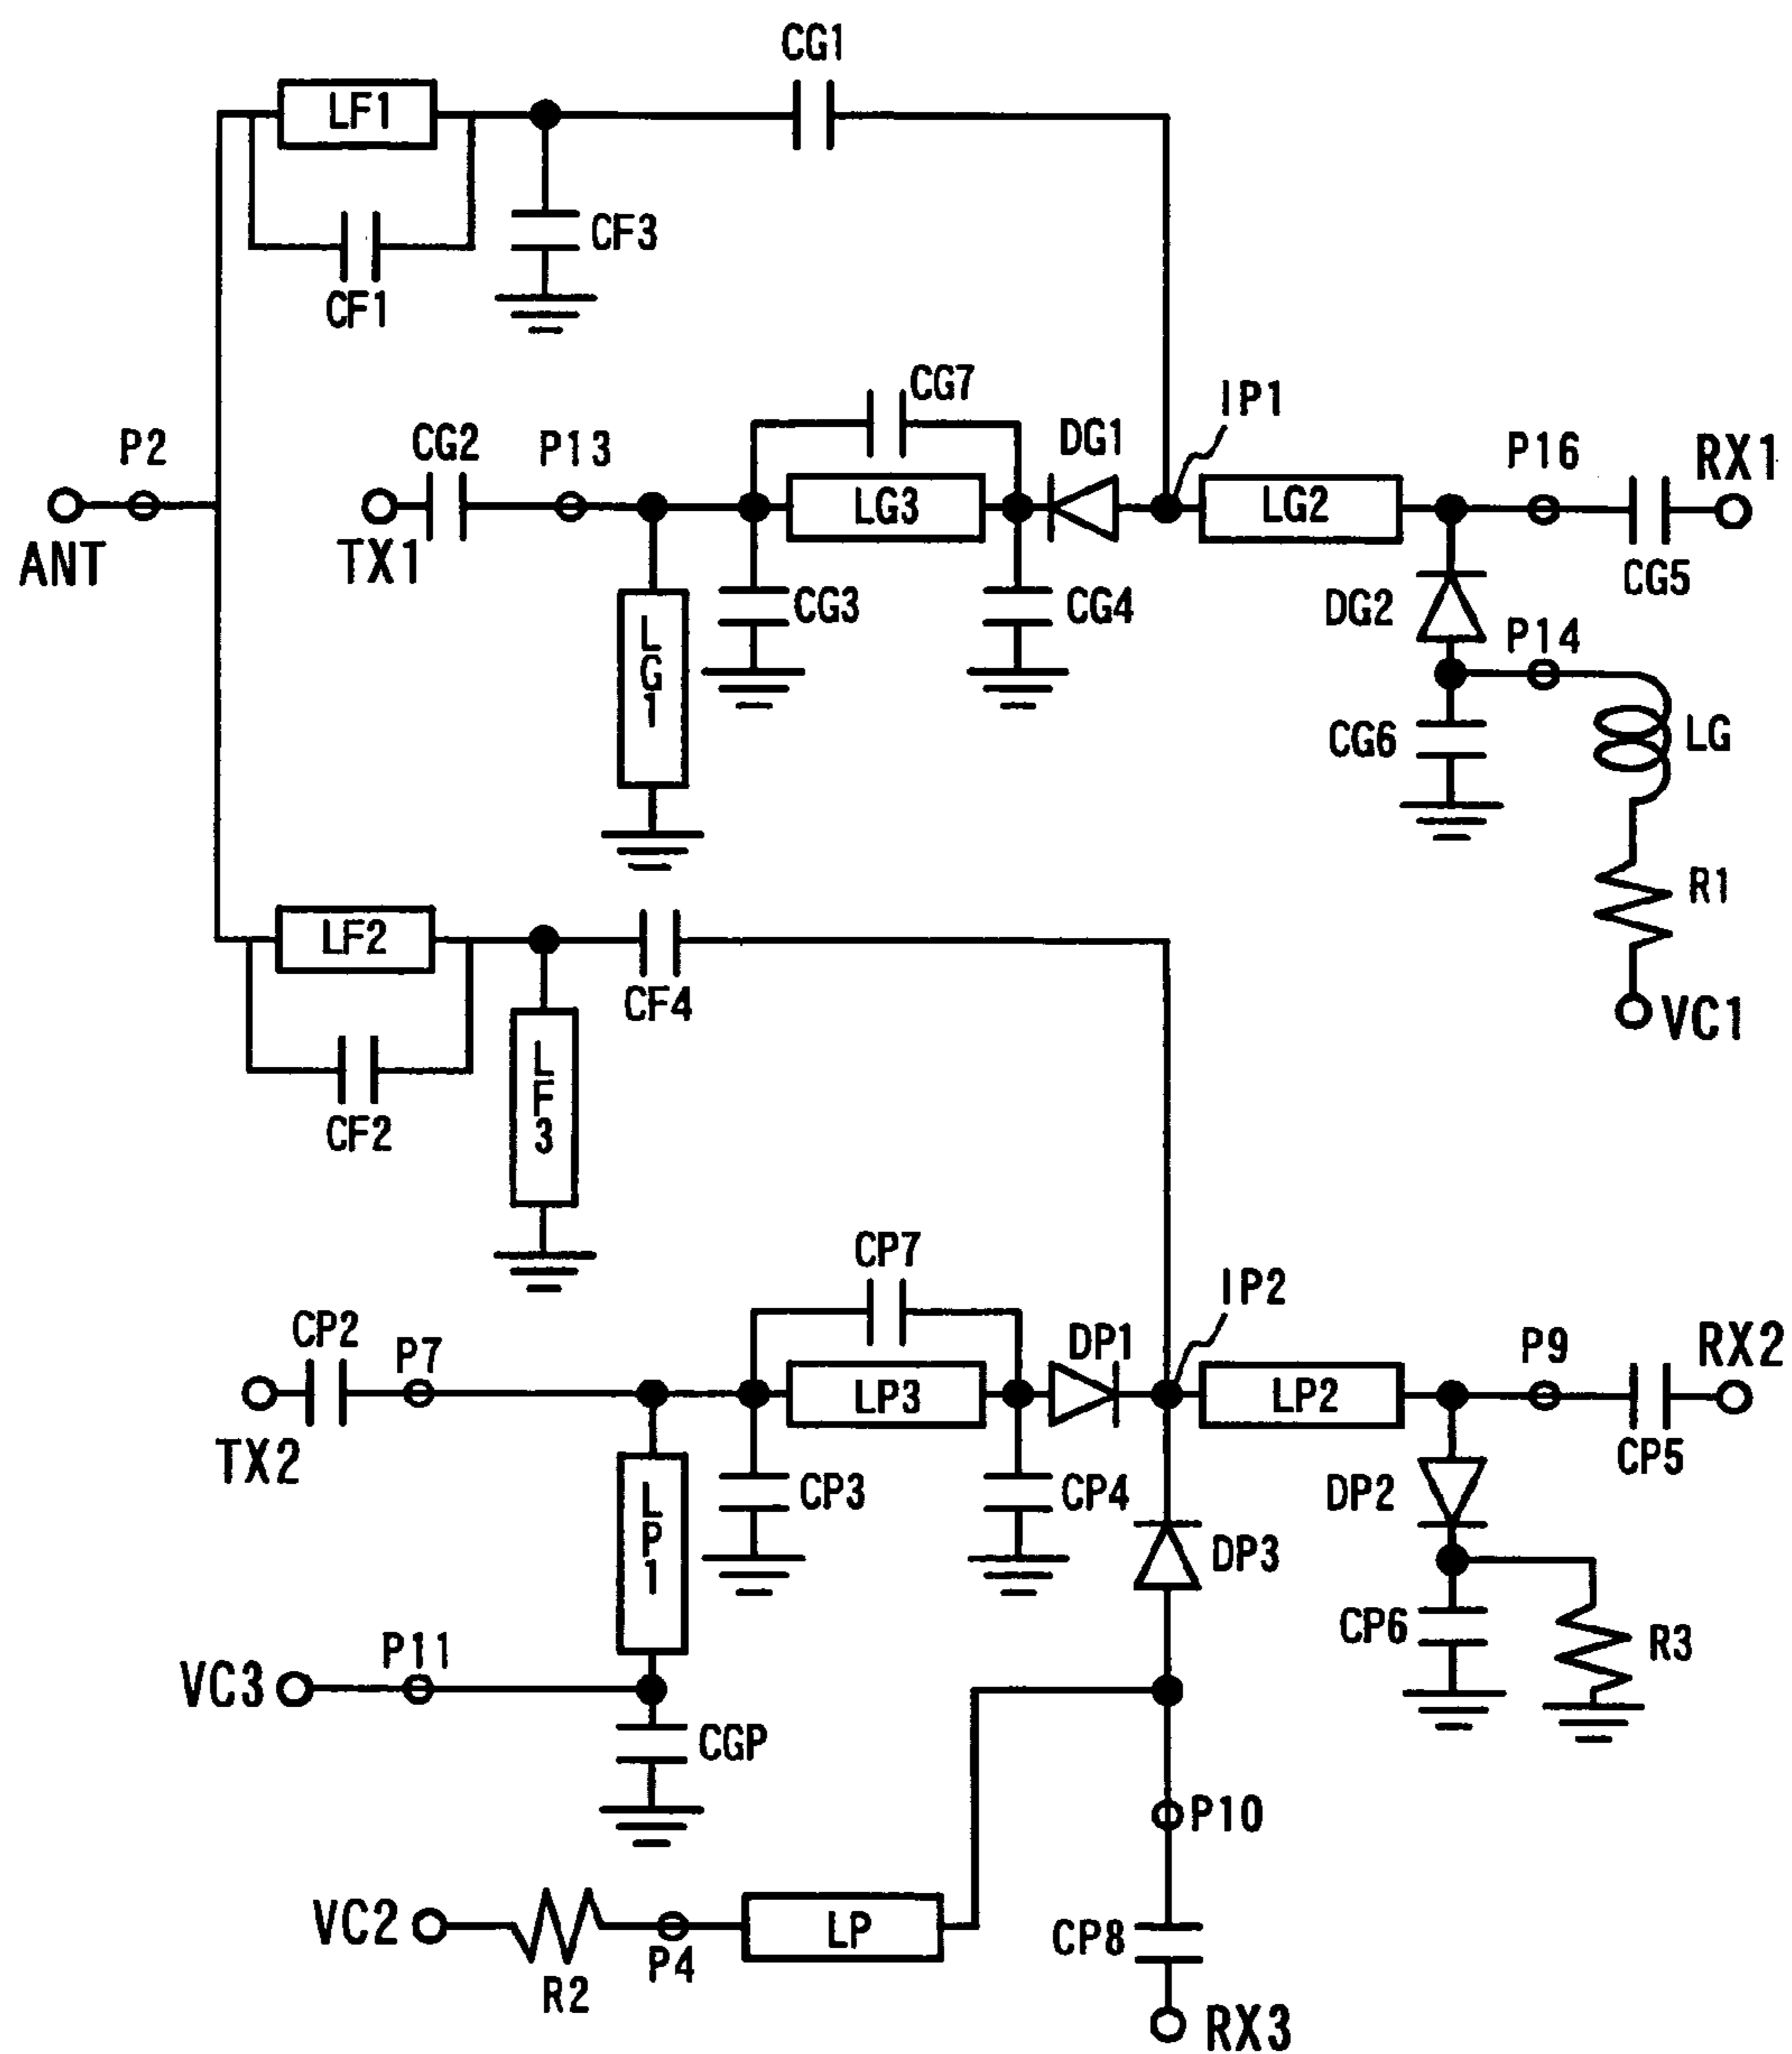 CG1
LF1
CF3
CF1
CG7
IP1
P2
CG2
P13
DG1
P16
RX1
LG3
LG2
ANT
TX1
CG3
CG4
DG2
P14
CG5
LG1
CG6
LG
R1
LF2
CF4
VC1
LF3
CF2
CP7
IP2
CP2
P7
DP1
P9
RX2
LP3
LP2
TX2
CP3
CP4
DP2
CP5
LP1
DP3
CP6
R3
VC3
P11
CGP
P10
VC2
P4
LP
CP8
R2
RX3